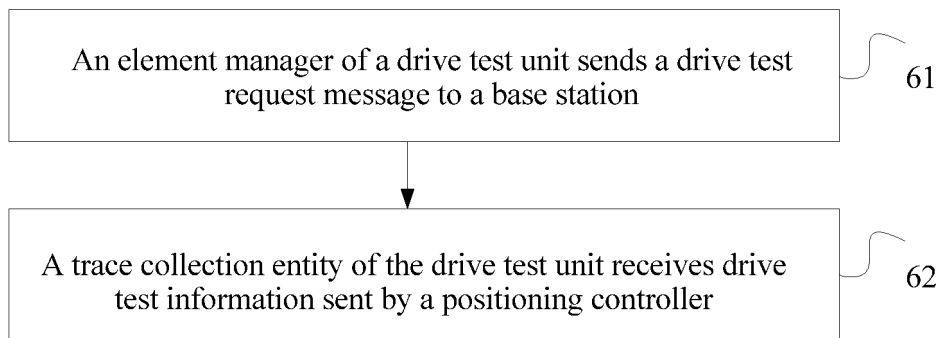 An element manager of a drive test unit sends a drive test
request message to a base station
61
A trace collection entity of the drive test unit receives drive
test information sent by a positioning controller
62